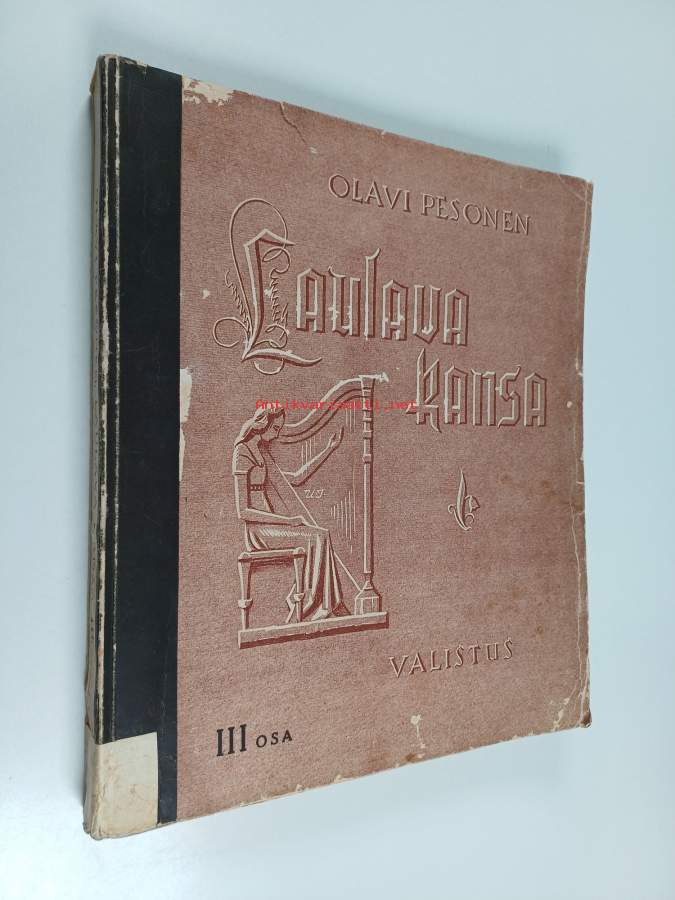 OLAVI PESONEN
Laulava
kansa
antikvariaatti.net
VALISTUS
III OSA